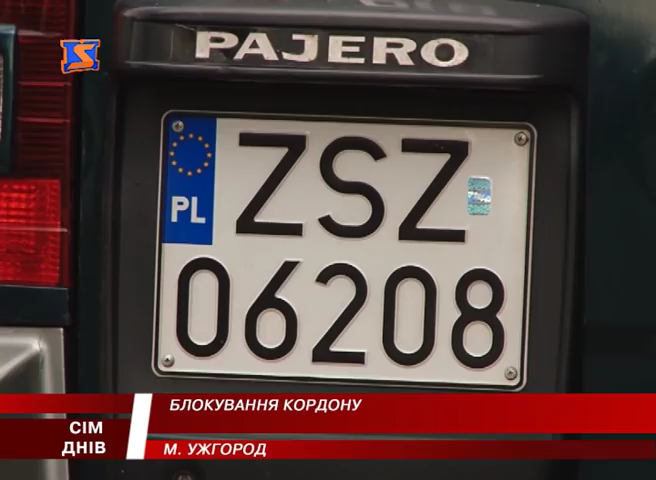 PAJERO
PL
ZSZ
06208
БЛОКУВАННЯ КОРДОНУ
СІМ
ДНІВ
М. УЖГОРОД